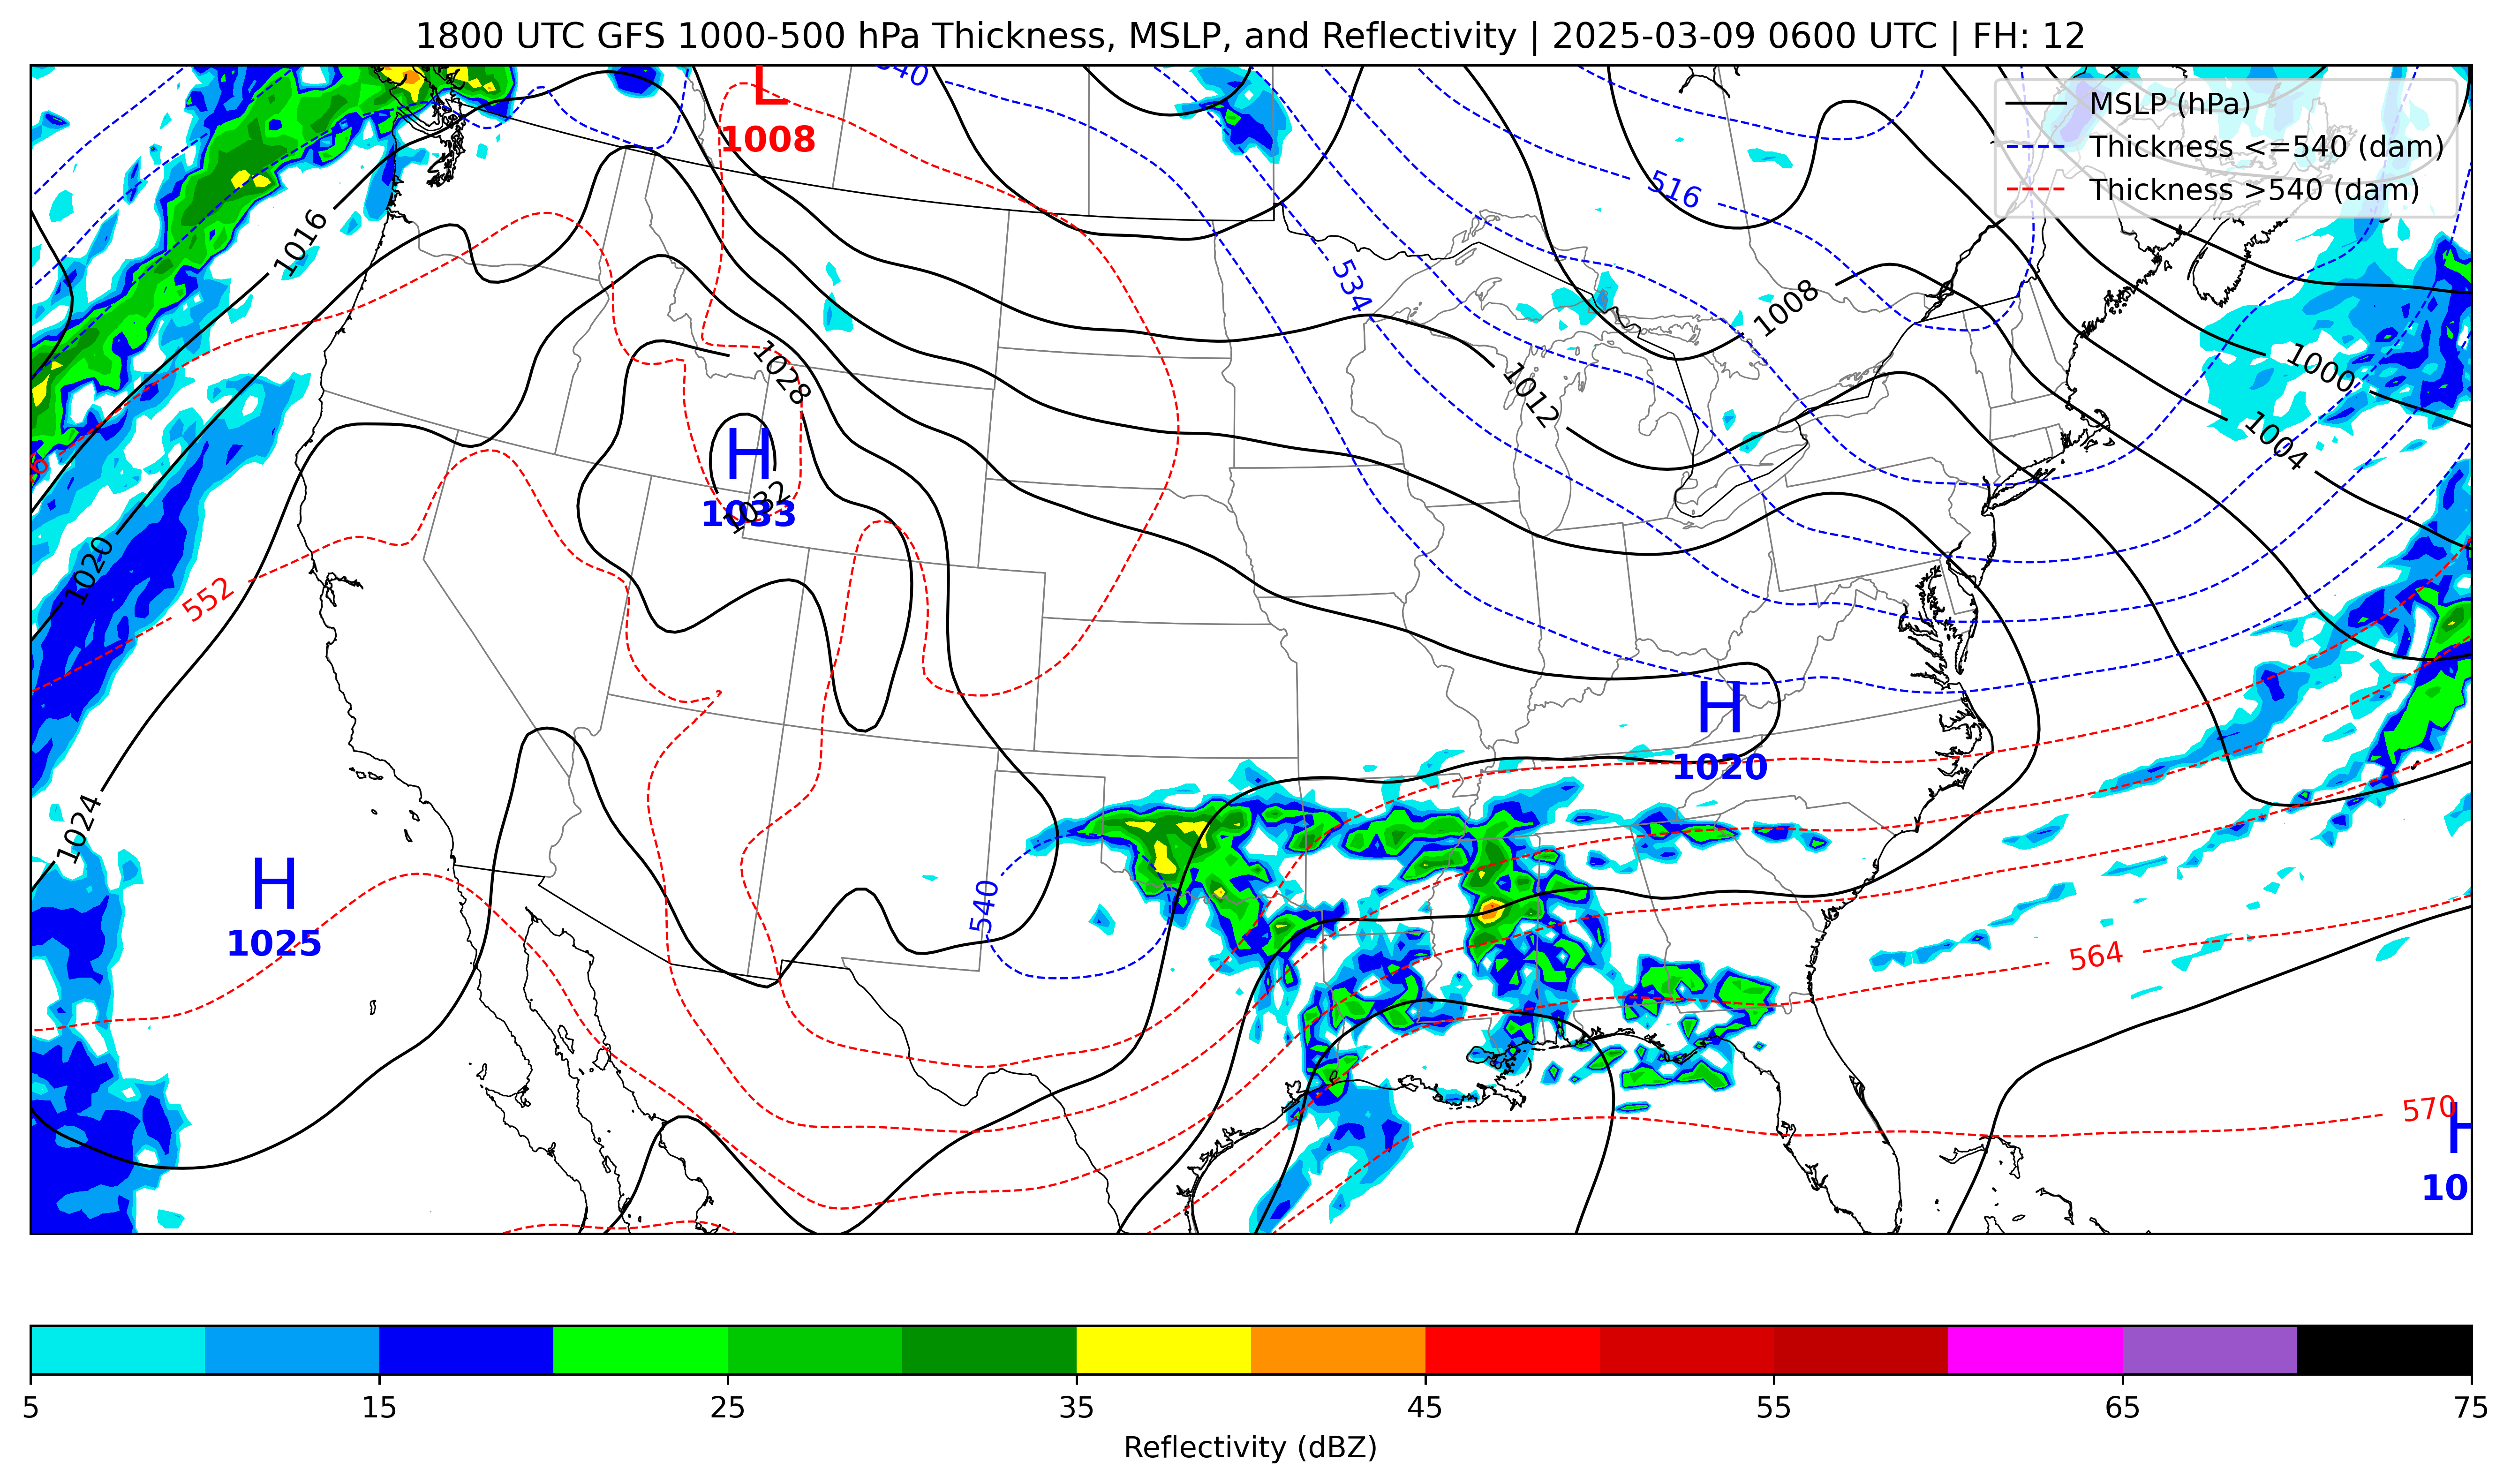 1800 UTC GFS 1000-500 hPa Thickness, MSLP, and Reflectivity | 2025-03-09 0600 UTC | FH: 12
MSLP (hPa)
Thickness <=540 (dam)
Thickness >540 (dam)
L
1008
516
1016
534
1008
1000
1028
1012
1004
H
1033
1032
1020
552
H
1020
1024
H
1025
540
564
570
H
10
5
15
25
35
45
55
65
75
Reflectivity (dBZ)